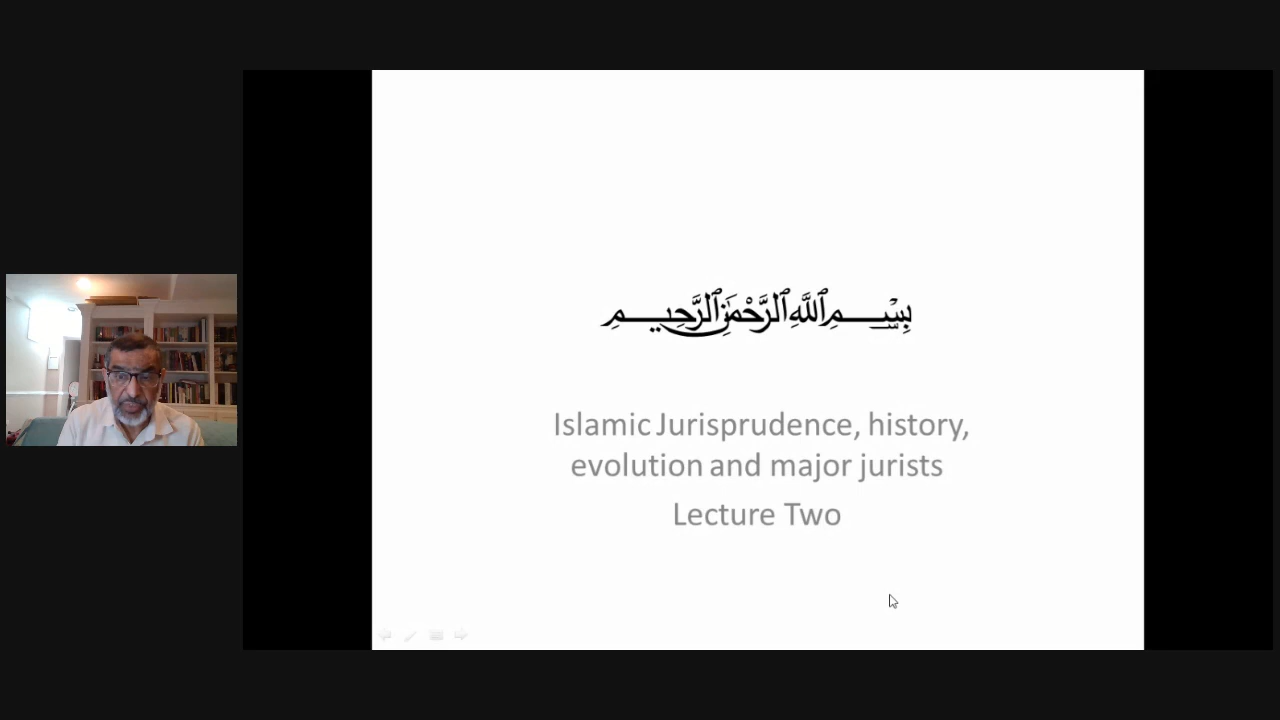 بِسْمِ ٱللَّٰهِ ٱلرَّحْمَٰنِ ٱلرَّحِيمِ
Islamic Jurisprudence, history,
evolution and major jurists
Lecture Two